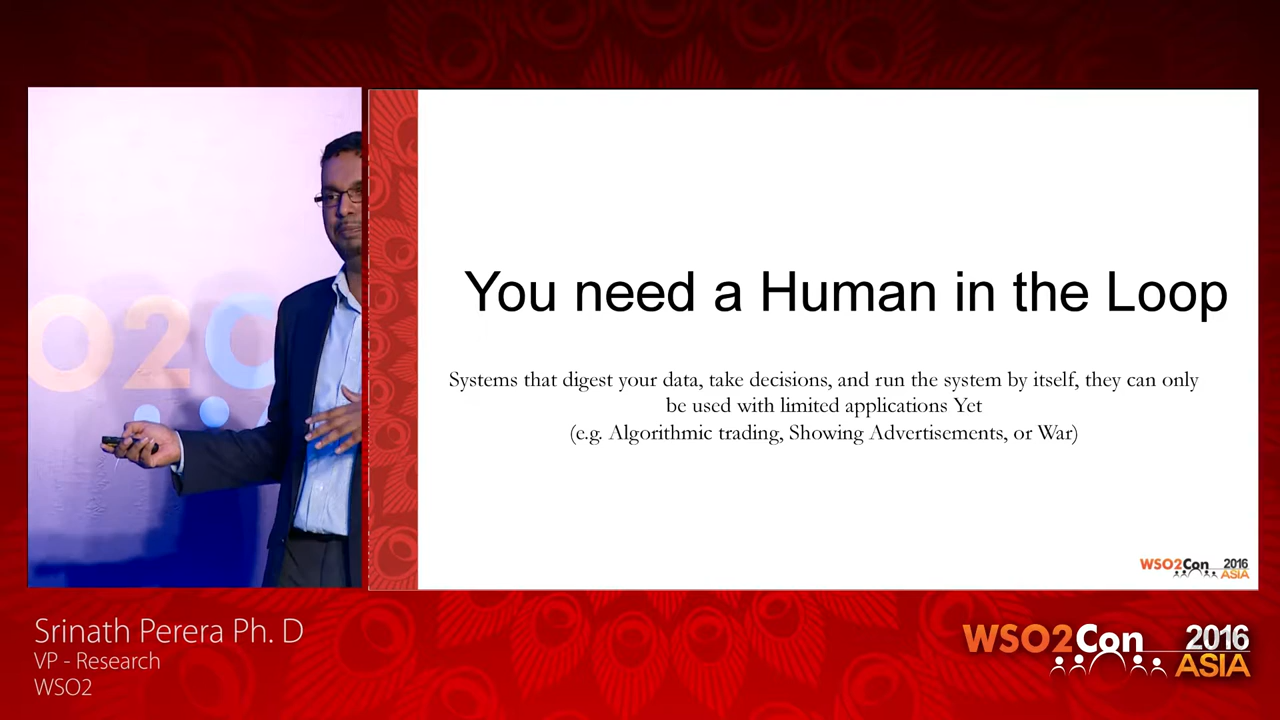 O2C
You need a Human in the Loop
Systems that digest your data, take decisions, and run the system by itself, they can only
be used with limited applications Yet
(e.g. Algorithmic trading, Showing Advertisements, or War)
WSO2Con 2016
ASIA
Srinath Perera Ph. D
VP - Research
WSO2
WSO2Con 2016
ASIA